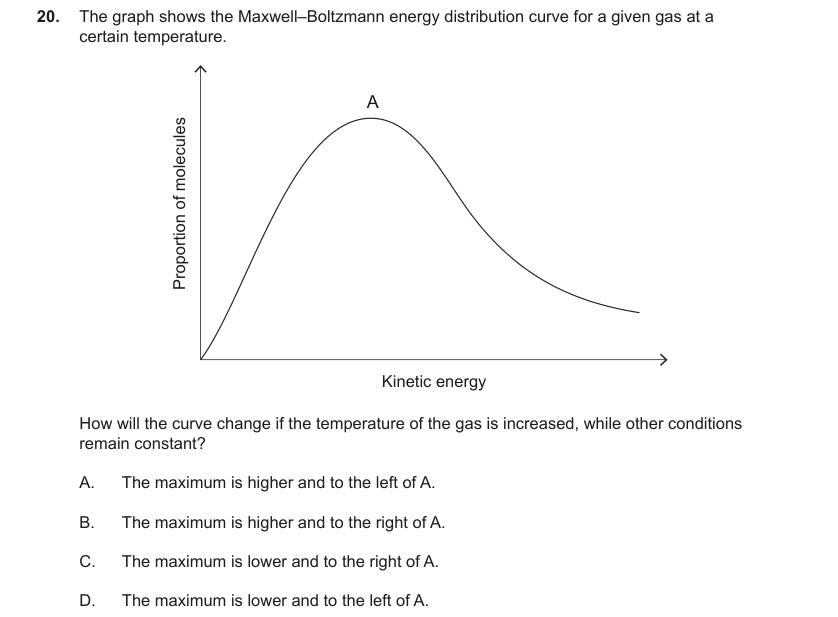 20. The graph shows the Maxwell–Boltzmann energy distribution curve for a given gas at a
certain temperature.
A
Proportion of molecules
Kinetic energy
How will the curve change if the temperature of the gas is increased, while other conditions
remain constant?
A. The maximum is higher and to the left of A.
B. The maximum is higher and to the right of A.
C. The maximum is lower and to the right of A.
D. The maximum is lower and to the left of A.